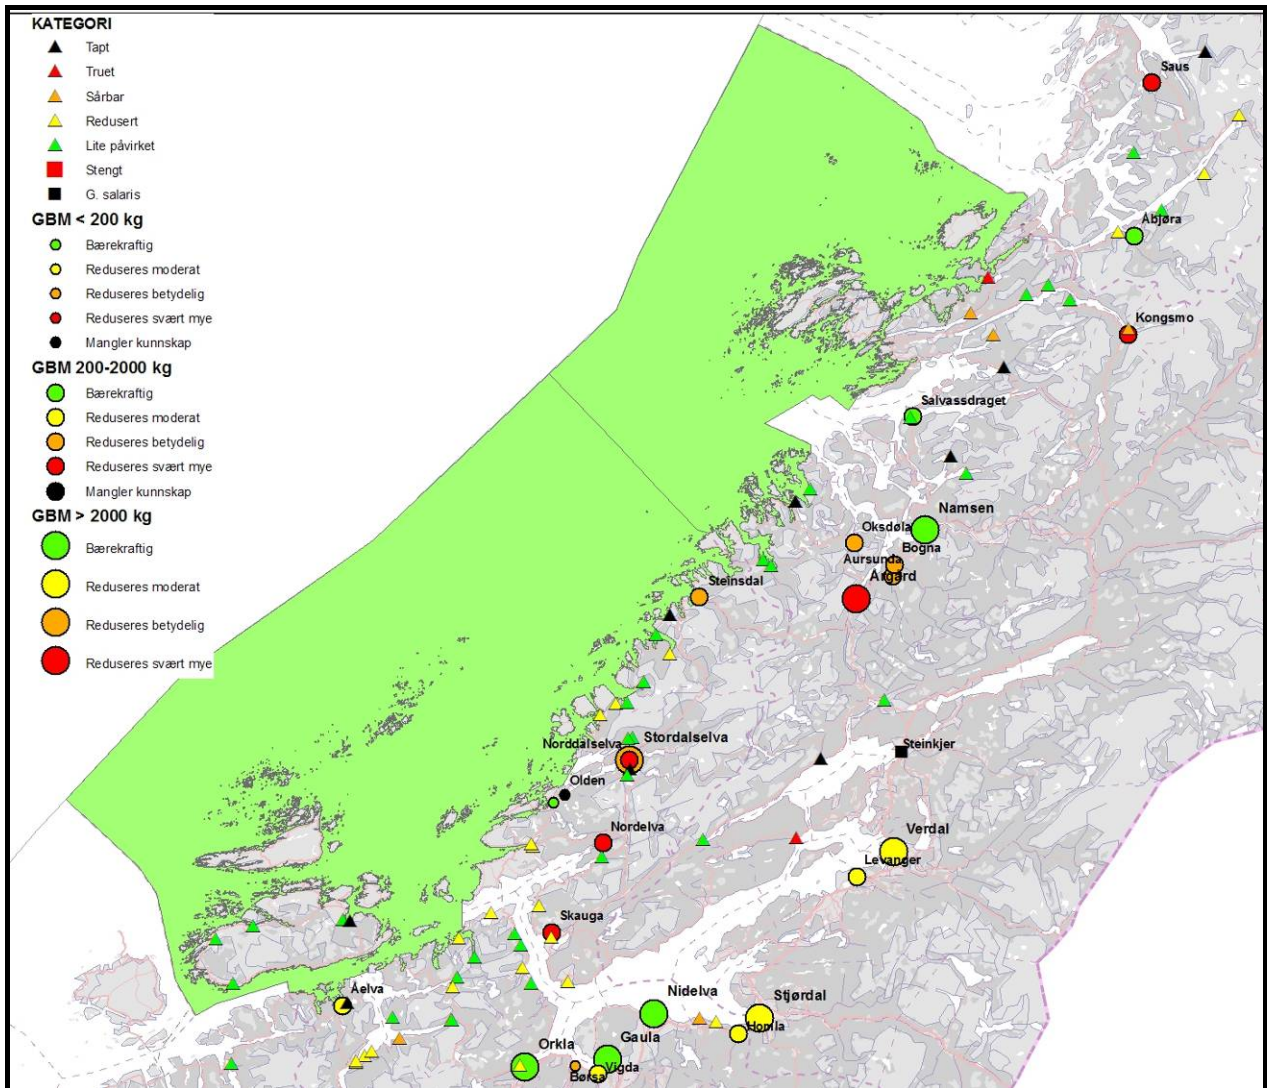 KATEGORI
Tapt
Truet
Sårbar
Redusert
Lite påvirket
Stengt
G. salaris
GBM < 200 kg
Bærekraftig
Reduseres moderat
Reduseres betydelig
Reduseres svært mye
Mangler kunnskap
GBM 200-2000 kg
Bærekraftig
Reduseres moderat
Reduseres betydelig
Reduseres svært mye
Mangler kunnskap
GBM > 2000 kg
Bærekraftig
Reduseres moderat
Reduseres betydelig
Reduseres svært mye
Saus
Åbjøra
Kongsmo
Salvassdraget
Namsen
Oksdøla
Bogna
Aursunda
Årgård
Steinsdal
Stordalselva
Norddalselva
Steinkjer
Olden
Nordelva
Verdal
Levanger
Skauga
Åelva
Nidelva
Stjørdal
Homla
Gaula
Orkla
Vigda
Børsa